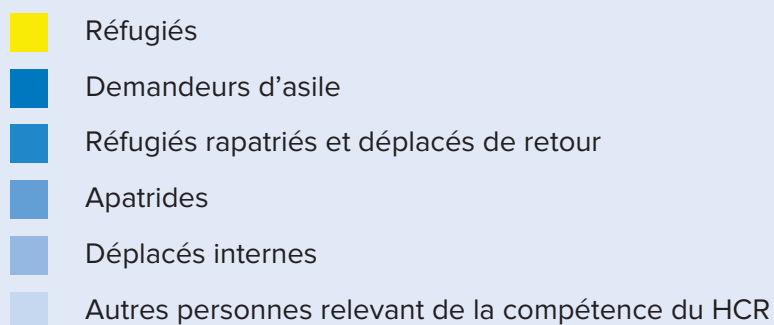 Réfugiés
Demandeurs d’asile
Réfugiés rapatriés et déplacés de retour
Apatrides
Déplacés internes
Autres personnes relevant de la compétence du HCR